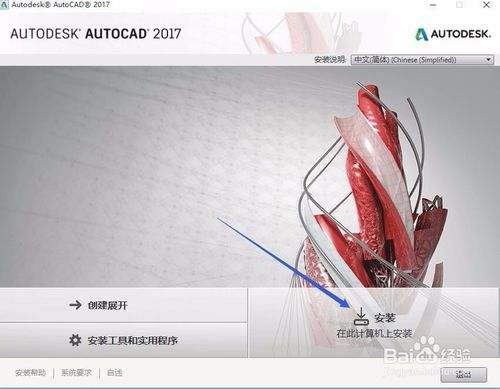 Autodesk® AutoCAD® 2017
AUTODESK® AUTOCAD® 2017
AUTODESK.
安装说明: 中文(简体) (Chinese (Simplified))
创建展开
安装
在此计算机上安装
安装工具和实用程序
Baidu经验
jingyan.baidu.com
安装帮助 系统要求 自述
退出